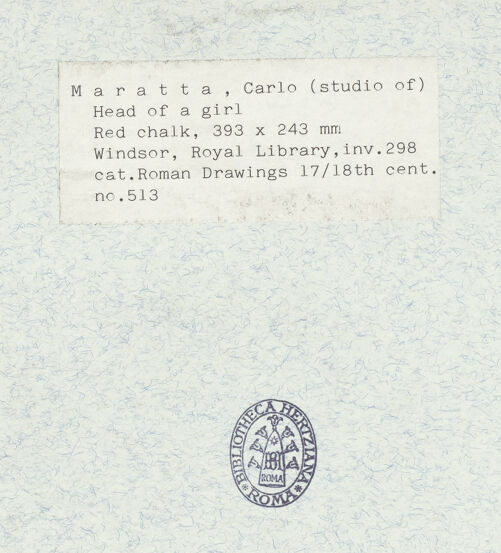 M a r a t t a , Carlo (studio of)
Head of a girl
Red chalk, 393 x 243 mm
Windsor, Royal Library,inv.298
cat.Roman Drawings 17/18th cent.
no.513
BIBLIOTHECA HERTZIANA
ROMA
ROMA